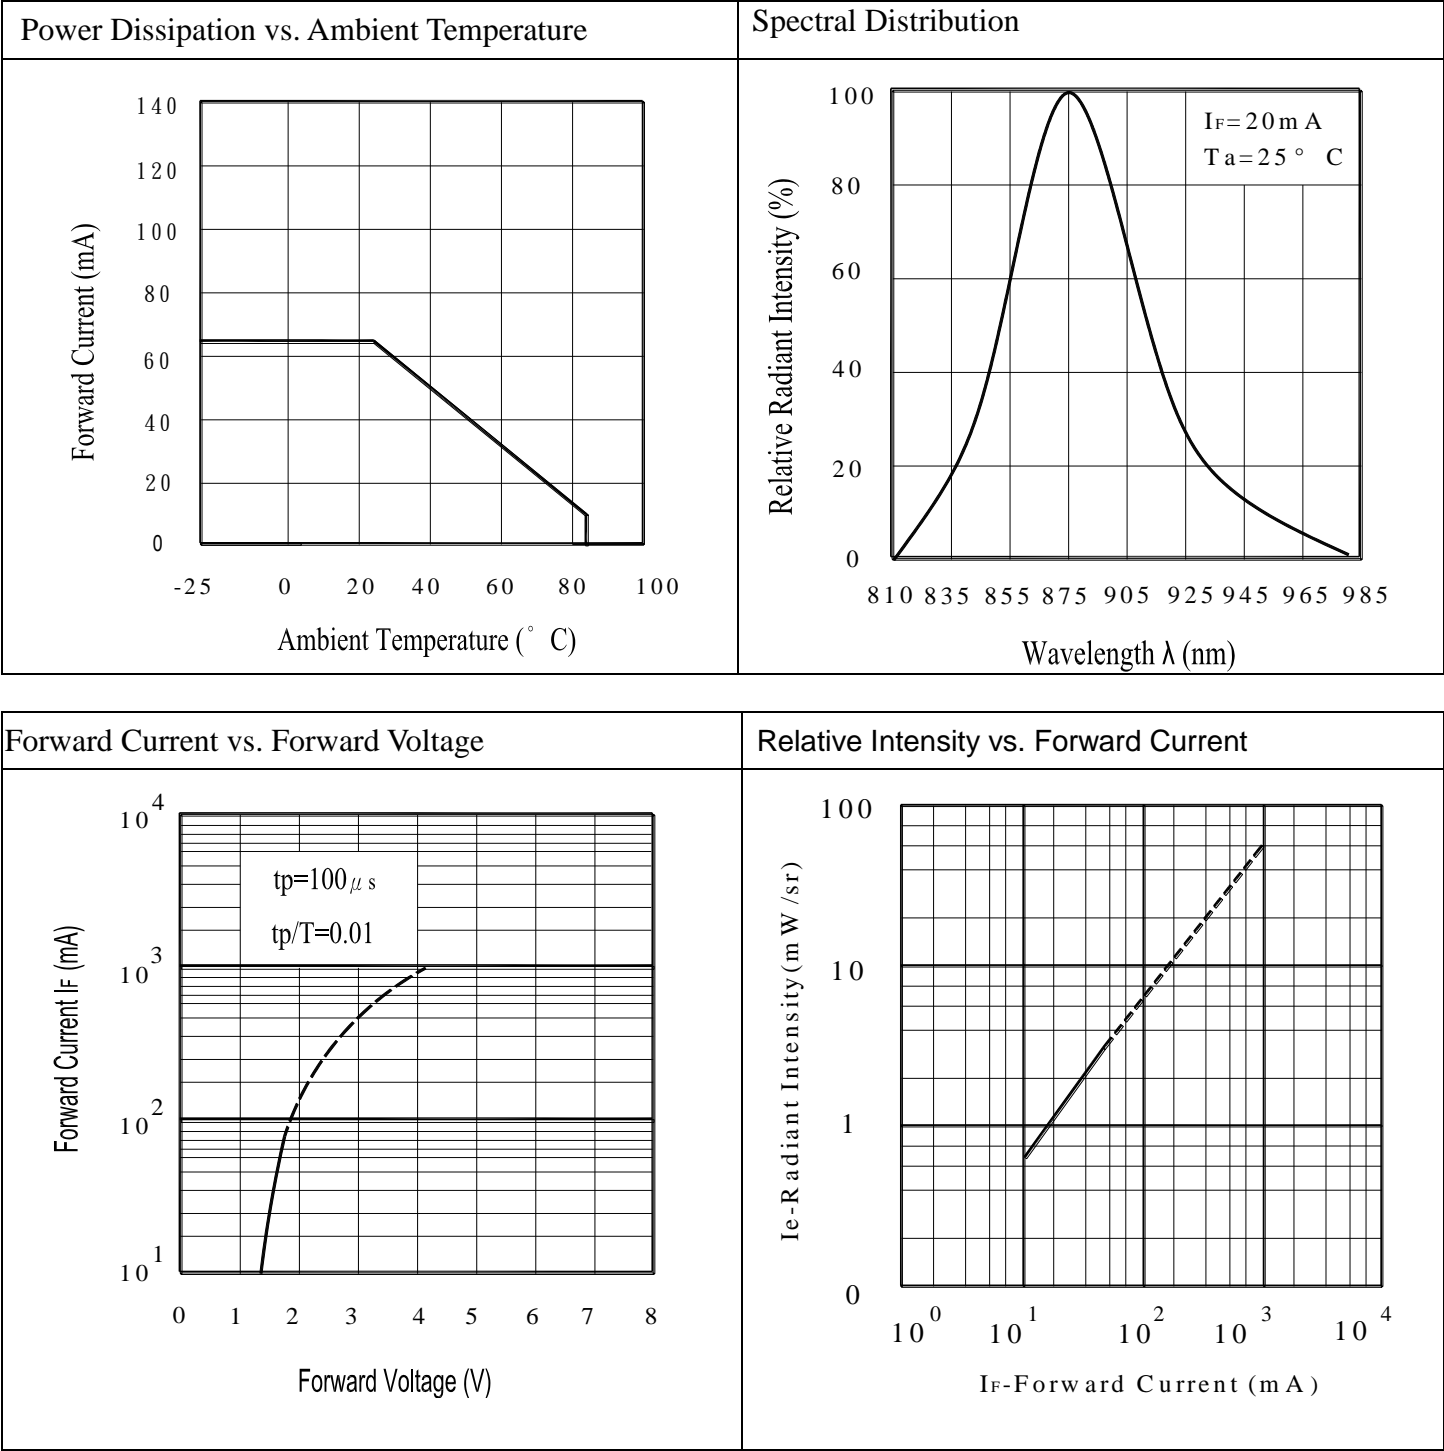 Power Dissipation vs. Ambient Temperature
140
120
100
80
60
40
20
0
Forward Current (mA)
-25 0 20 40 60 80 100
Ambient Temperature (° C)
Spectral Distribution
100
80
60
40
20
0
Relative Radiant Intensity (%)
IF=20mA
Ta=25° C
810 835 855 875 905 925 945 965 985
Wavelength λ (nm)
Forward Current vs. Forward Voltage
10^4
10^3
10^2
10^1
Forward Current IF (mA)
tp=100μs
tp/T=0.01
0 1 2 3 4 5 6 7 8
Forward Voltage (V)
Relative Intensity vs. Forward Current
100
10
1
0
Ie-Radiant Intensity(mW/sr)
10^0 10^1 10^2 10^3 10^4
IF-Forward Current (mA)